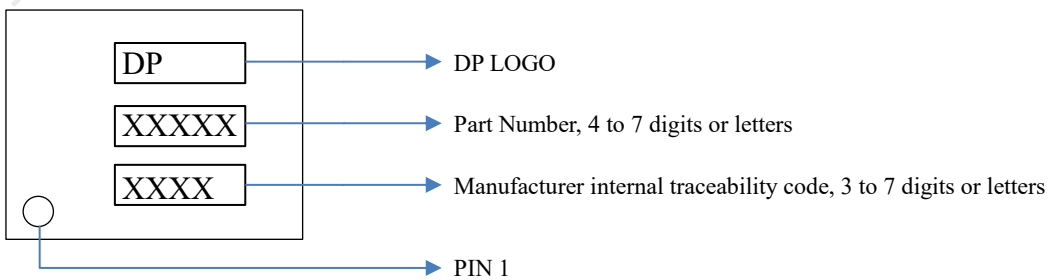 DP
DP LOGO
XXXXX
Part Number, 4 to 7 digits or letters
XXXX
Manufacturer internal traceability code, 3 to 7 digits or letters
PIN 1